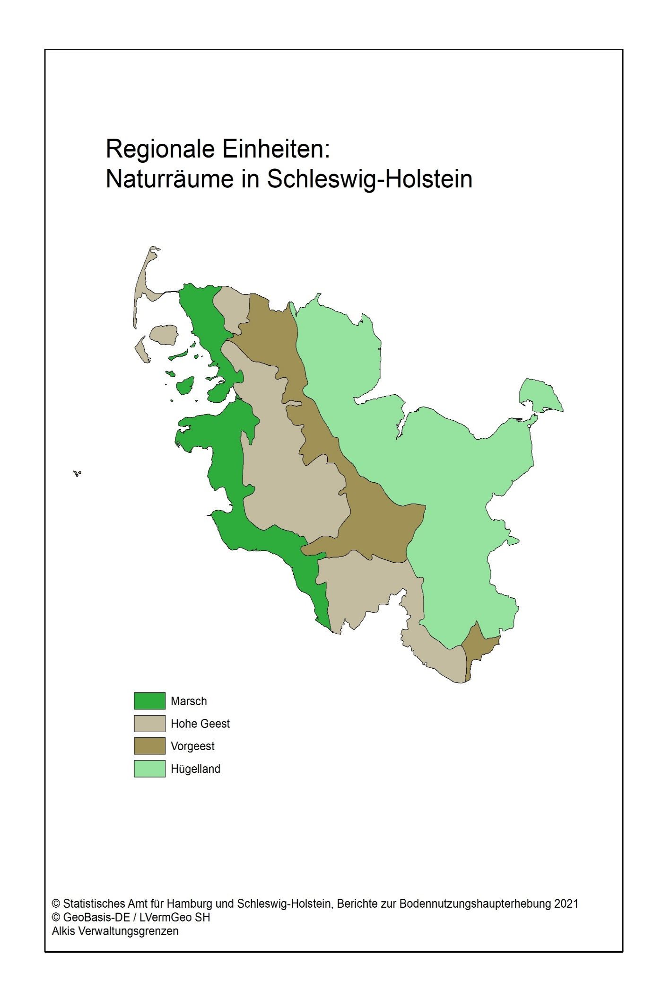 Regionale Einheiten:
Naturräume in Schleswig-Holstein
Marsch
Hohe Geest
Vorgeest
Hügelland
© Statistisches Amt für Hamburg und Schleswig-Holstein, Berichte zur Bodennutzungshaupterhebung 2021
© GeoBasis-DE / LVermGeo SH
Alkis Verwaltungsgrenzen